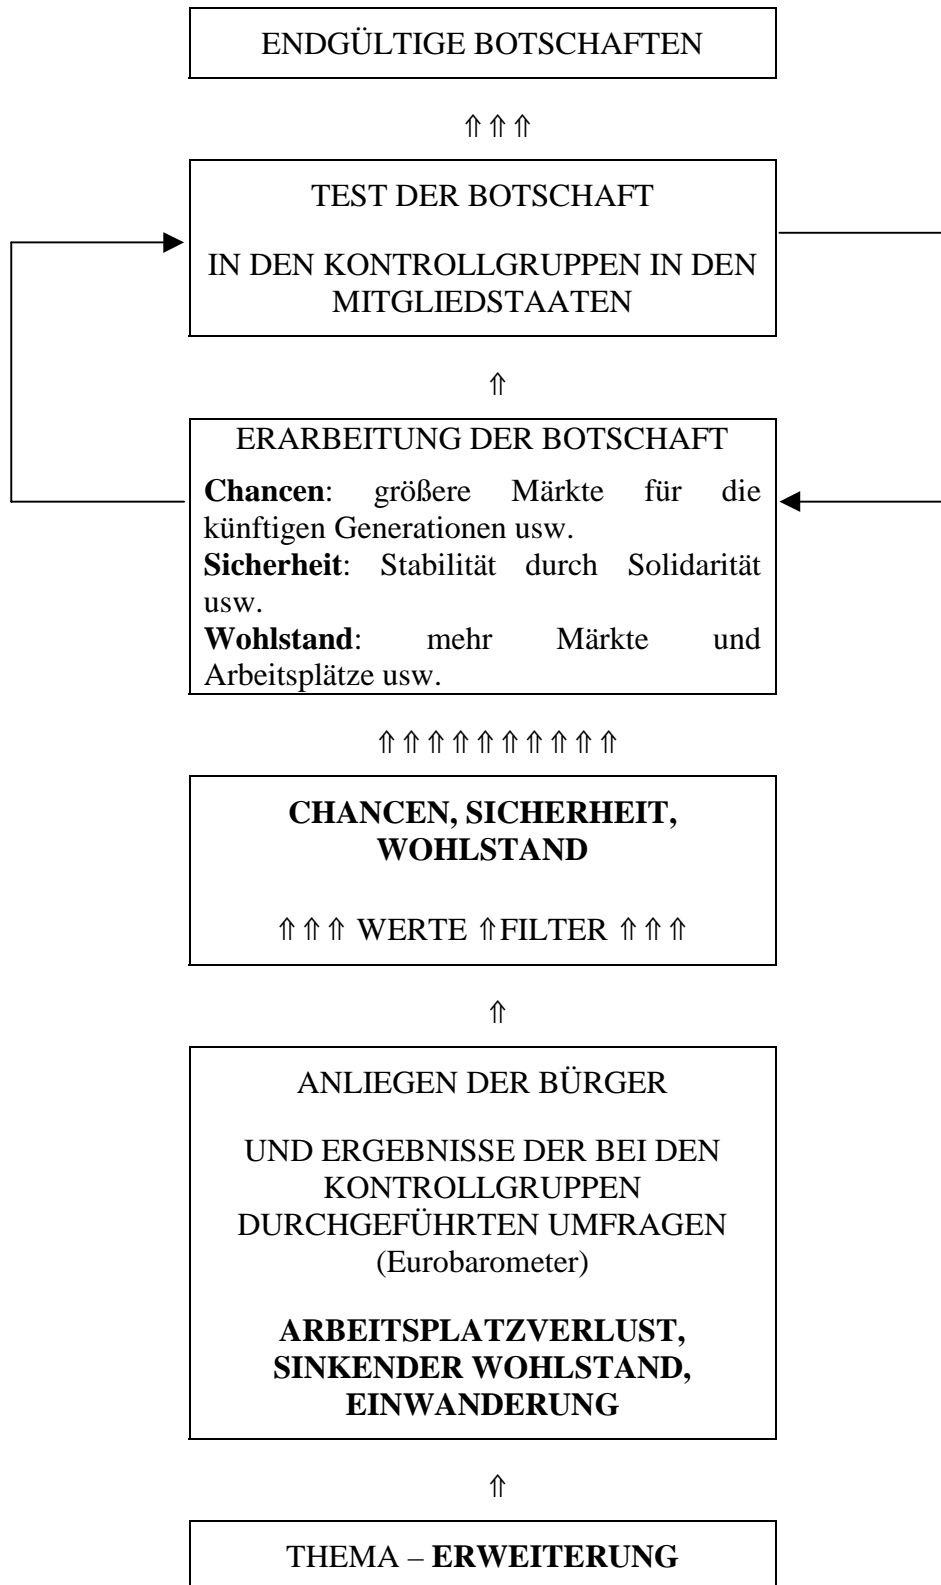 ENDGÜLTIGE BOTSCHAFTEN
⇑ ⇑ ⇑
TEST DER BOTSCHAFT
IN DEN KONTROLLGRUPPEN IN DEN
MITGLIEDSTAATEN
⇑
ERARBEITUNG DER BOTSCHAFT
Chancen: größere Märkte für die
künftigen Generationen usw.
Sicherheit: Stabilität durch Solidarität
usw.
Wohlstand: mehr Märkte und
Arbeitsplätze usw.
⇑ ⇑ ⇑ ⇑ ⇑ ⇑ ⇑ ⇑ ⇑ ⇑
CHANCEN, SICHERHEIT,
WOHLSTAND
⇑ ⇑ ⇑ WERTE ⇑ FILTER ⇑ ⇑ ⇑
⇑
ANLIEGEN DER BÜRGER
UND ERGEBNISSE DER BEI DEN
KONTROLLGRUPPEN
DURCHGEFÜHRTEN UMFRAGEN
(Eurobarometer)
ARBEITSPLATZVERLUST,
SINKENDER WOHLSTAND,
EINWANDERUNG
⇑
THEMA – ERWEITERUNG